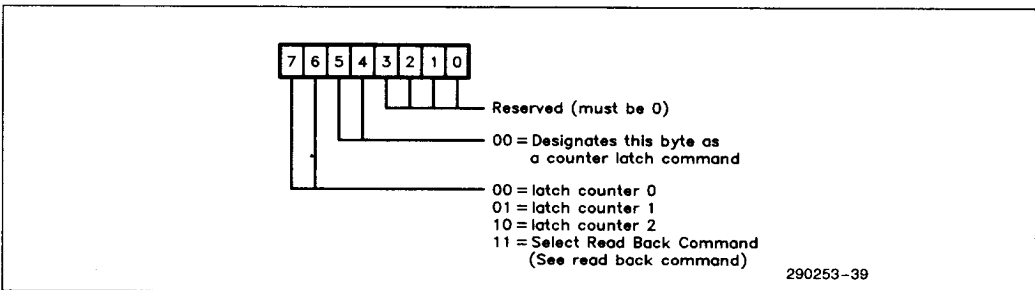 7 6 5 4 3 2 1 0
Reserved (must be 0)
00 = Designates this byte as
a counter latch command
00 = latch counter 0
01 = latch counter 1
10 = latch counter 2
11 = Select Read Back Command
(See read back command)
290253-39